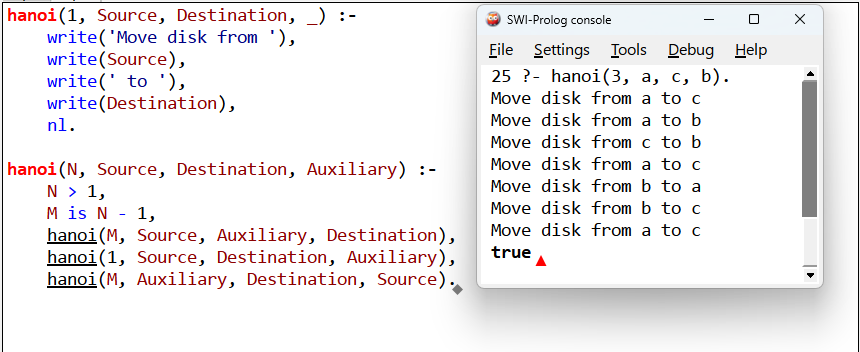 hanoi(1, Source, Destination, _) :-
    write('Move disk from '),
    write(Source),
    write(' to '),
    write(Destination),
    nl.
hanoi(N, Source, Destination, Auxiliary) :-
    N > 1,
    M is N - 1,
    hanoi(M, Source, Auxiliary, Destination),
    hanoi(1, Source, Destination, Auxiliary),
    hanoi(M, Auxiliary, Destination, Source).
SWI-Prolog console
File Settings Tools Debug Help
25 ?- hanoi(3, a, c, b).
Move disk from a to c
Move disk from a to b
Move disk from c to b
Move disk from a to c
Move disk from b to a
Move disk from b to c
Move disk from a to c
true